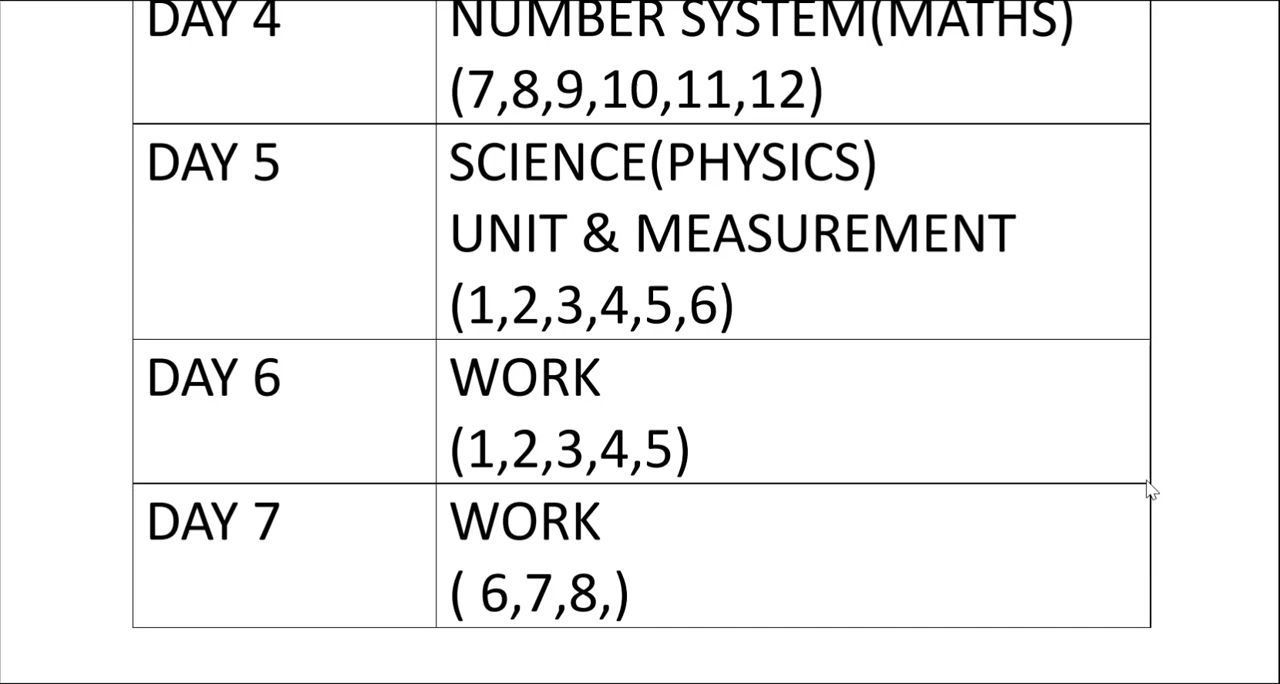 DAY 4
NUMBER SYSTEM(MATHS)
(7,8,9,10,11,12)
DAY 5
SCIENCE(PHYSICS)
UNIT & MEASUREMENT
(1,2,3,4,5,6)
DAY 6
WORK
(1,2,3,4,5)
DAY 7
WORK
( 6,7,8,)